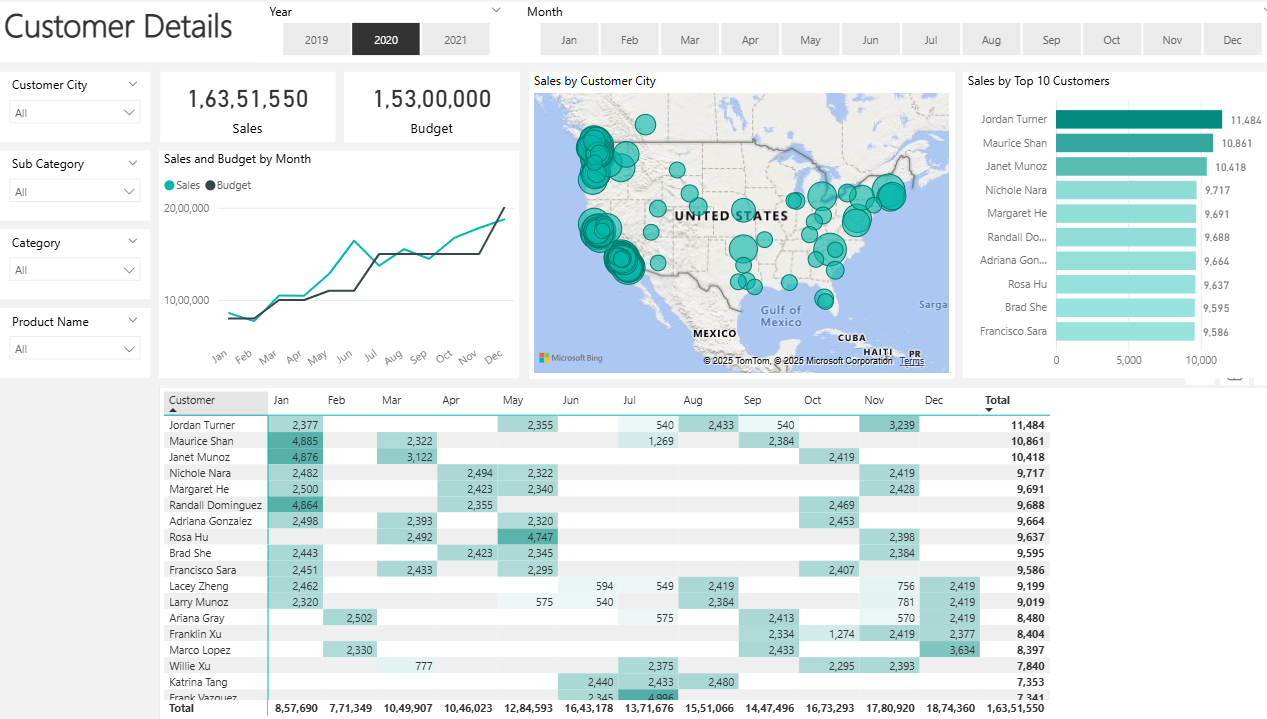 Customer Details
Year
2019 2020 2021
Month
Jan Feb Mar Apr May Jun Jul Aug Sep Oct Nov Dec
Customer City
All
Sub Category
All
Category
All
Product Name
All
1,63,51,550
Sales
1,53,00,000
Budget
Sales and Budget by Month
Sales Budget
20,00,000
10,00,000
Jan Feb Mar Apr May Jun Jul Aug Sep Oct Nov Dec
Sales by Customer City
UNITED STATES
MEXICO
Gulf of
Mexico
CUBA
HAITI
PR
Sarga
Microsoft Bing
© 2025 TomTom, © 2025 Microsoft Corporation Terms
Sales by Top 10 Customers
Jordan Turner 11,484
Maurice Shan 10,861
Janet Munoz 10,418
Nichole Nara 9,717
Margaret He 9,691
Randall Do... 9,688
Adriana Gon... 9,664
Rosa Hu 9,637
Brad She 9,595
Francisco Sara 9,586
0 5,000 10,000
Customer Jan Feb Mar Apr May Jun Jul Aug Sep Oct Nov Dec Total
Jordan Turner 2,377 2,355 540 2,433 540 3,239 11,484
Maurice Shan 4,885 2,322 1,269 2,384 10,861
Janet Munoz 4,876 3,122 2,419 10,418
Nichole Nara 2,482 2,494 2,322 2,419 9,717
Margaret He 2,500 2,423 2,340 2,428 9,691
Randall Dominguez 4,864 2,355 2,469 9,688
Adriana Gonzalez 2,498 2,393 2,320 2,453 9,664
Rosa Hu 2,492 4,747 2,398 9,637
Brad She 2,443 2,423 2,345 2,384 9,595
Francisco Sara 2,451 2,433 2,295 2,407 9,586
Lacey Zheng 2,462 594 549 2,419 756 2,419 9,199
Larry Munoz 2,320 575 540 2,384 781 2,419 9,019
Ariana Gray 2,502 575 2,413 570 2,419 8,480
Franklin Xu 2,334 1,274 2,419 2,377 8,404
Marco Lopez 2,330 2,433 3,634 8,397
Willie Xu 777 2,375 2,295 2,393 7,840
Katrina Tang 2,440 2,433 2,480 7,353
Frank Vazquez 2,345 4,996 7,341
Total 8,57,690 7,71,349 10,49,907 10,46,023 12,84,593 16,43,178 13,71,676 15,51,066 14,47,496 16,73,293 17,80,920 18,74,360 1,63,51,550